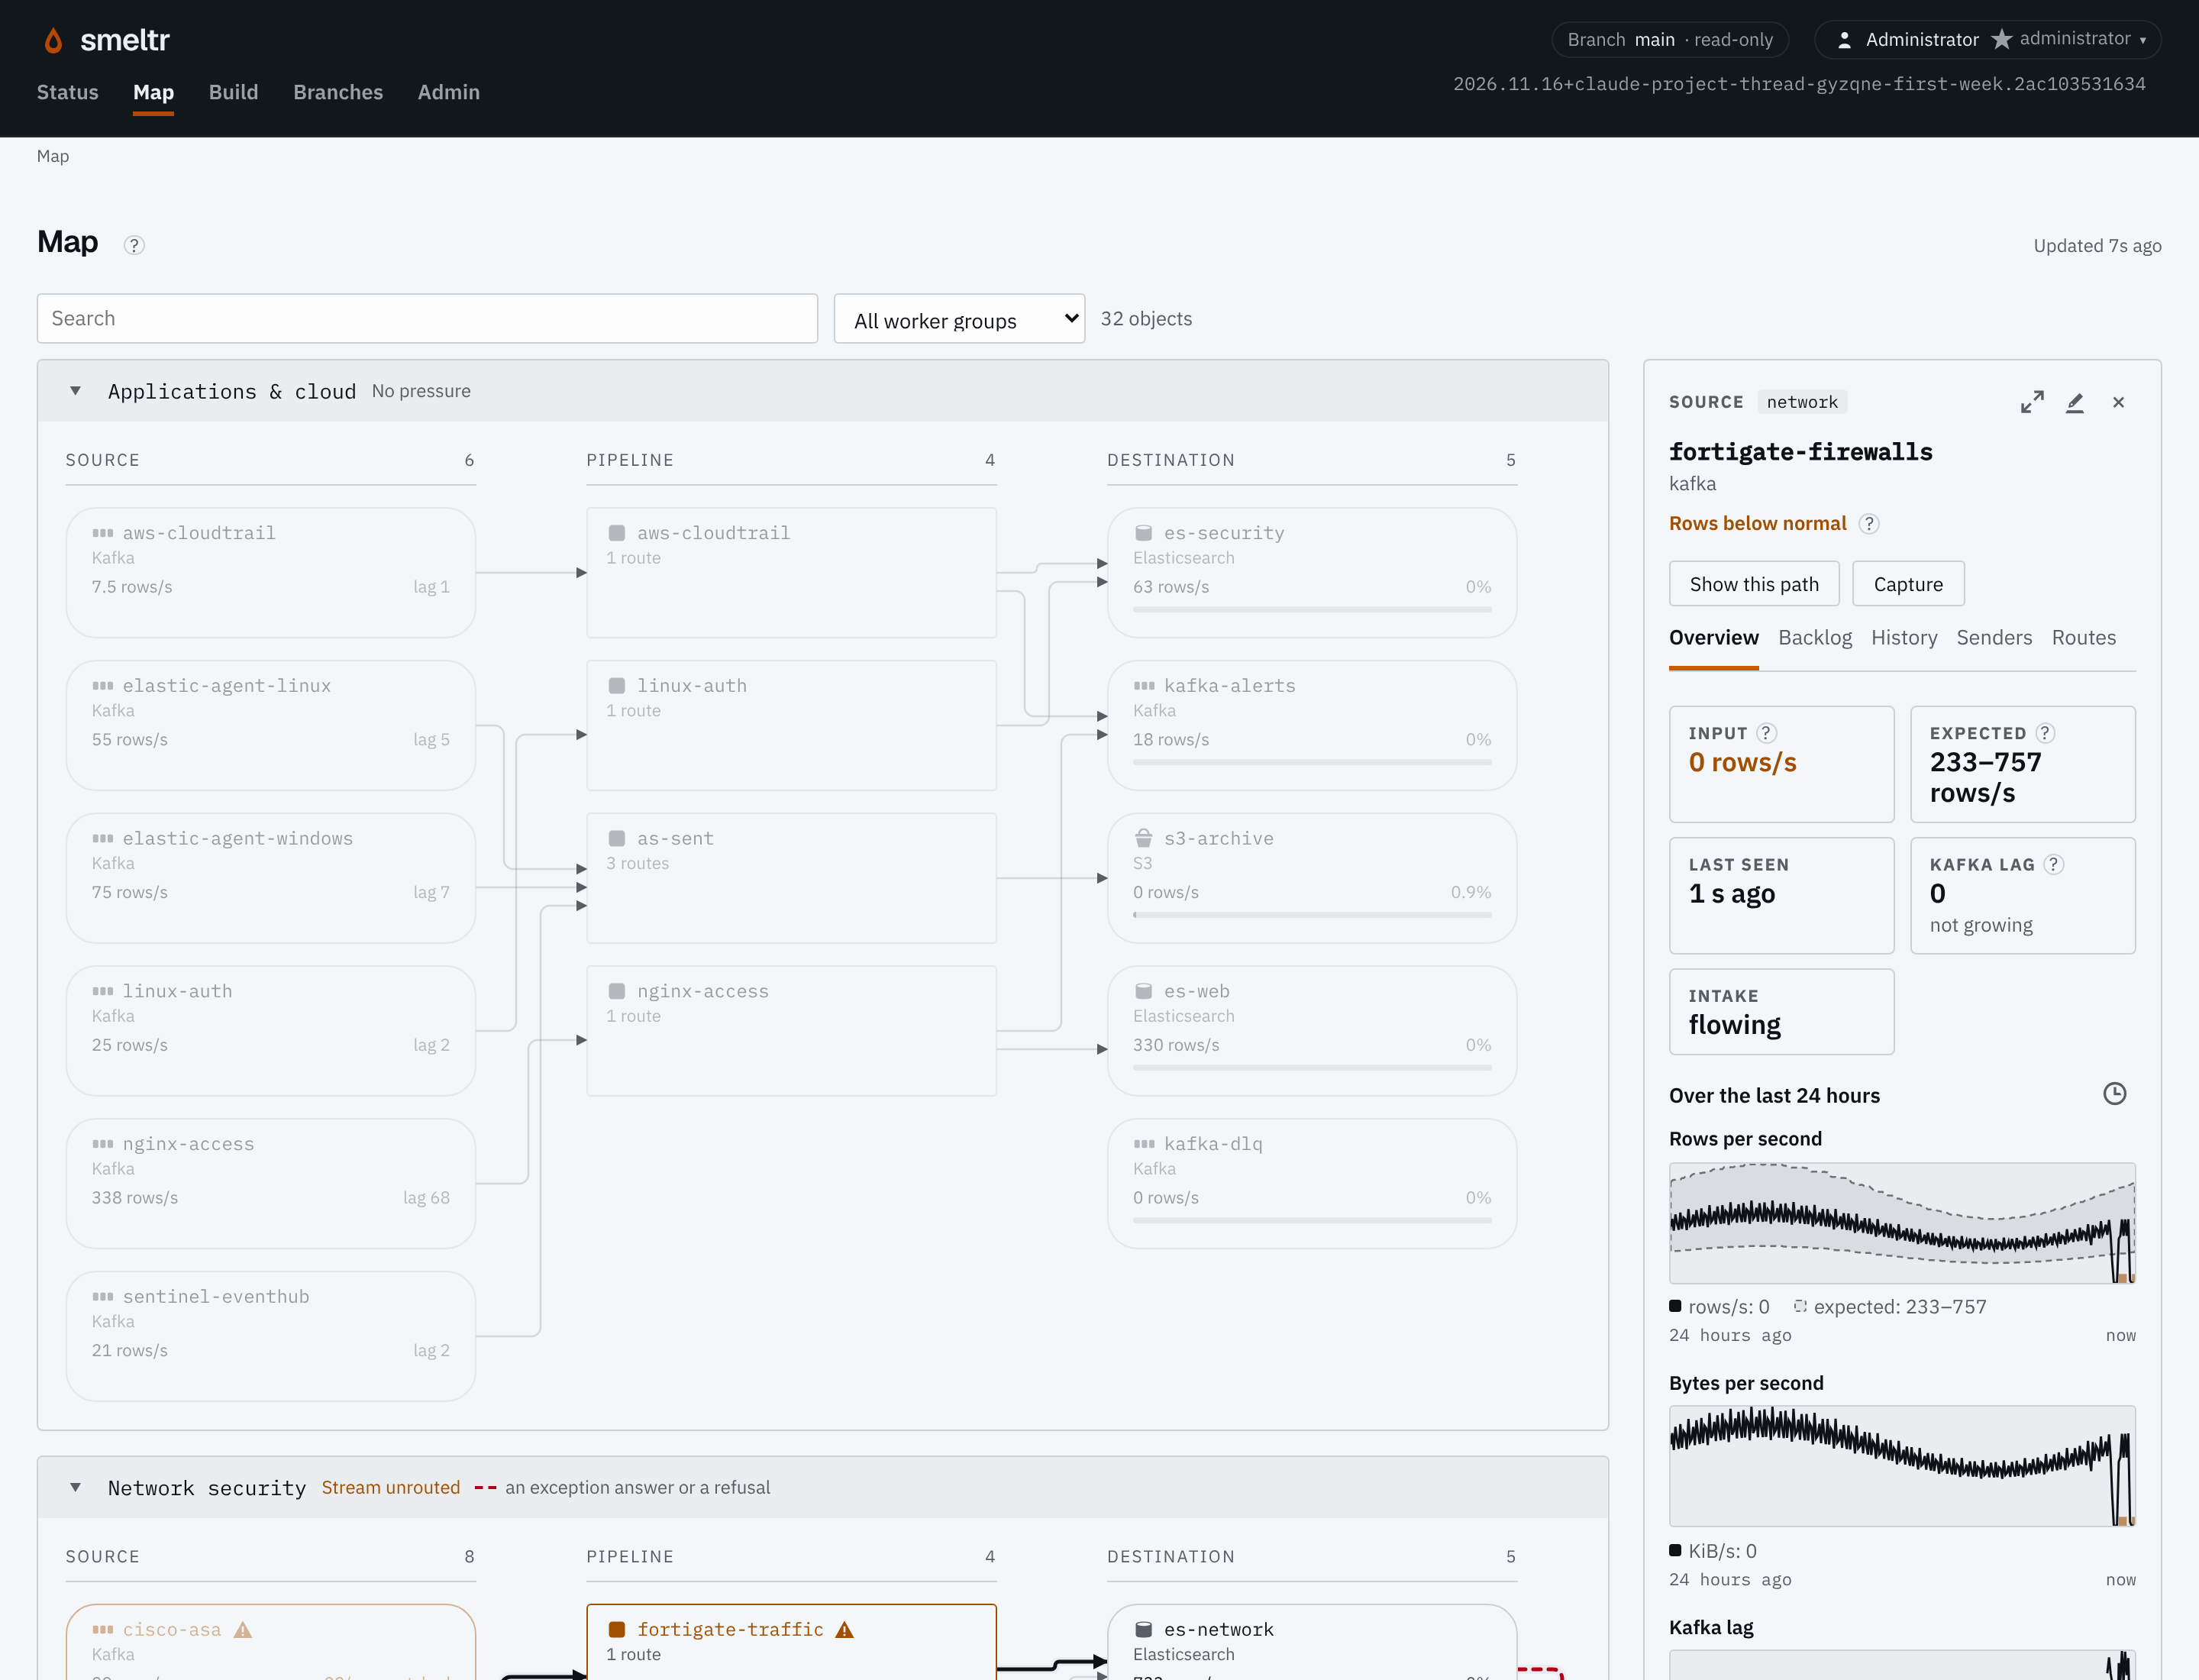 smeltr
Branch main · read-only
Administrator administrator
Status Map Build Branches Admin
2026.11.16+claude-project-thread-gyzqne-first-week.2ac103531634
Map
Map ?
Updated 7s ago
Search
All worker groups
32 objects
Applications & cloud No pressure
SOURCE 6
PIPELINE 4
DESTINATION 5
aws-cloudtrail
Kafka
7.5 rows/s lag 1
elastic-agent-linux
Kafka
55 rows/s lag 5
elastic-agent-windows
Kafka
75 rows/s lag 7
linux-auth
Kafka
25 rows/s lag 2
nginx-access
Kafka
338 rows/s lag 68
sentinel-eventhub
Kafka
21 rows/s lag 2
aws-cloudtrail
1 route
linux-auth
1 route
as-sent
3 routes
nginx-access
1 route
es-security
Elasticsearch
63 rows/s 0%
kafka-alerts
Kafka
18 rows/s 0%
s3-archive
S3
0 rows/s 0.9%
es-web
Elasticsearch
330 rows/s 0%
kafka-dlq
Kafka
0 rows/s 0%
Network security Stream unrouted an exception answer or a refusal
SOURCE 8
PIPELINE 4
DESTINATION 5
cisco-asa
Kafka
fortigate-traffic
1 route
es-network
Elasticsearch
SOURCE network
fortigate-firewalls
kafka
Rows below normal ?
Show this path Capture
Overview Backlog History Senders Routes
INPUT ?
0 rows/s
EXPECTED ?
233–757
rows/s
LAST SEEN
1 s ago
KAFKA LAG ?
0
not growing
INTAKE
flowing
Over the last 24 hours
Rows per second
rows/s: 0 expected: 233–757
24 hours ago now
Bytes per second
KiB/s: 0
24 hours ago now
Kafka lag